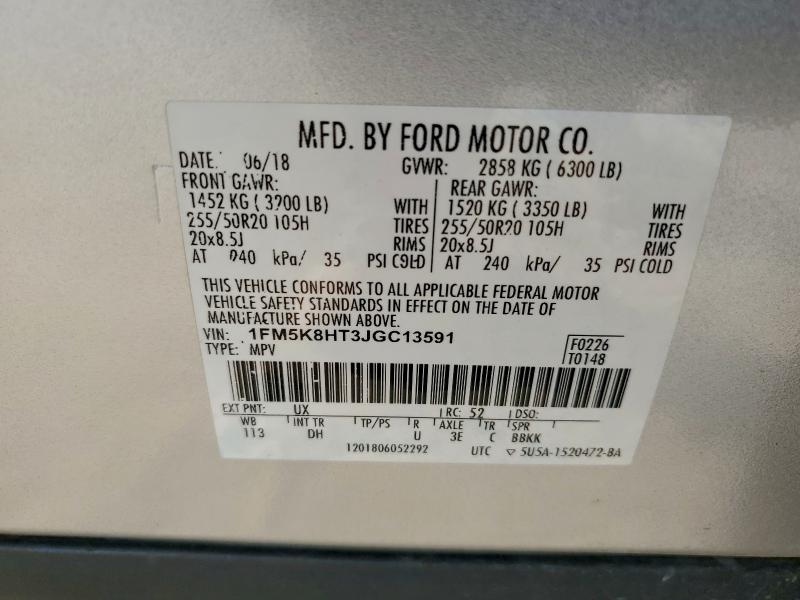 MFD. BY FORD MOTOR CO.
DATE: 06/18 GVWR: 2858 KG ( 6300 LB)
FRONT GAWR: REAR GAWR:
1452 KG ( 3200 LB) WITH 1520 KG ( 3350 LB) WITH
255/50R20 105H TIRES 255/50R20 105H TIRES
20x8.5J RIMS 20x8.5J RIMS
AT 240 kPa/ 35 PSI COLD AT 240 kPa/ 35 PSI COLD
THIS VEHICLE CONFORMS TO ALL APPLICABLE FEDERAL MOTOR
VEHICLE SAFETY STANDARDS IN EFFECT ON THE DATE OF
MANUFACTURE SHOWN ABOVE.
VIN: 1FM5K8HT3JGC13591 F0226
TYPE: MPV T0148
EXT PNT: UX RC: 52 DSO:
WB INT TR TP/PS R AXLE TR SPR
113 DH U 3E C BBKK
1201806052292 UTC ▽ 5U5A-1520472-BA